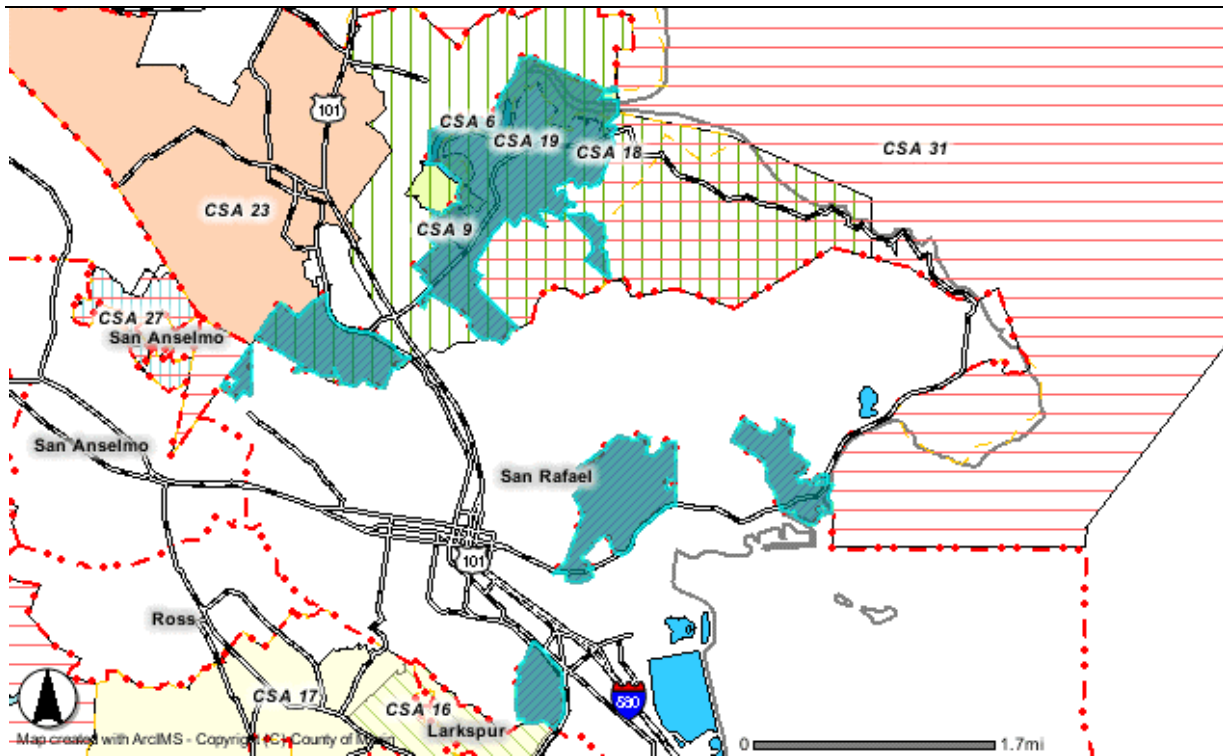 101
CSA 6
CSA 19
CSA 18
CSA 31
CSA 23
CSA 9
CSA 27
San Anselmo
San Anselmo
San Rafael
101
Ross
CSA 17
CSA 16
580
Larkspur
Map created with ArcIMS - Copyright (C) County of Marin
0 1.7mi